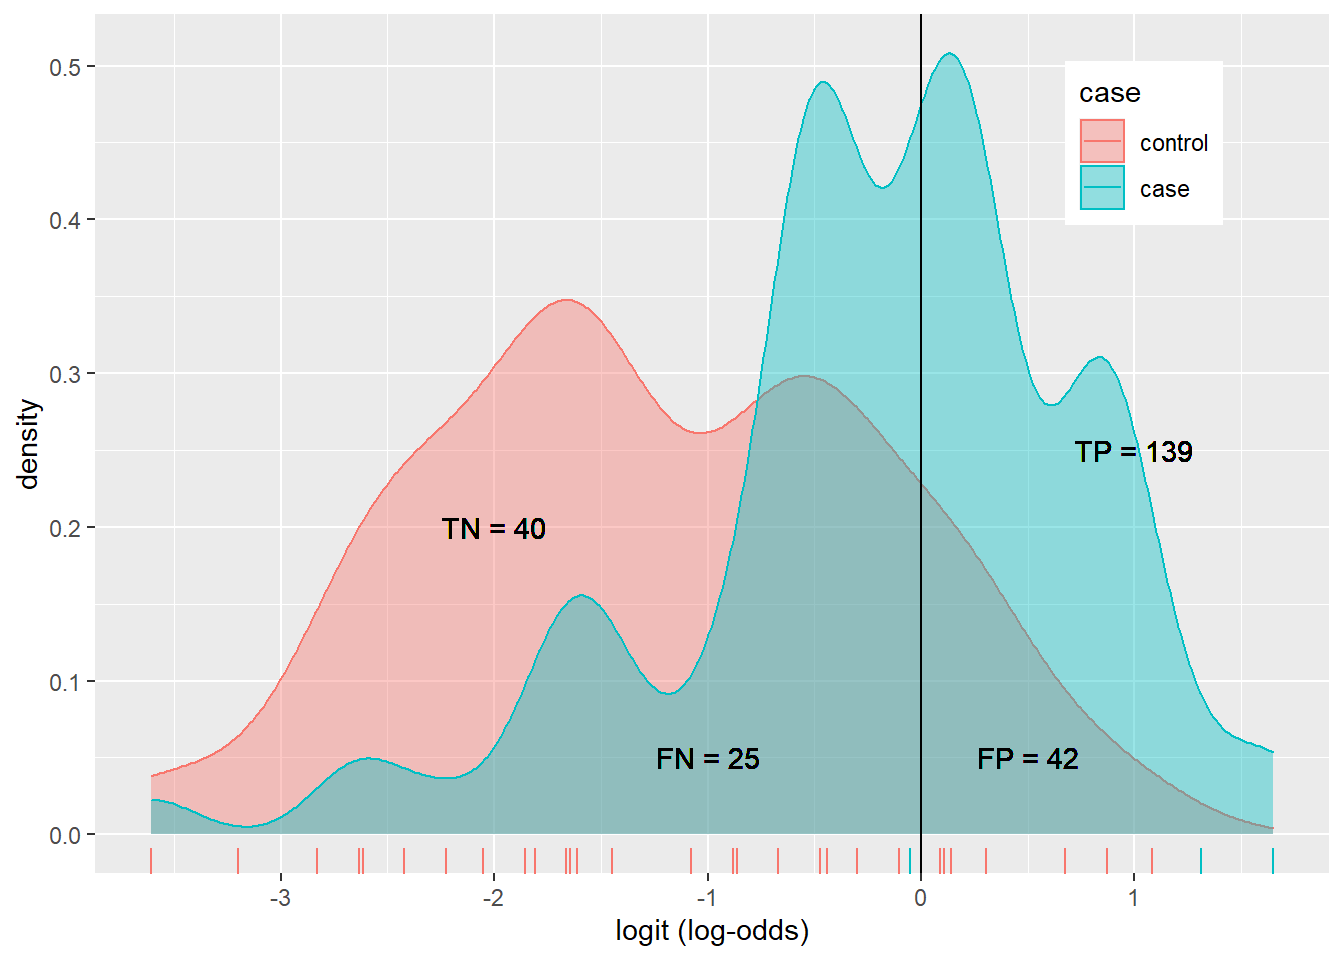 0.5
0.4
0.3
0.2
0.1
0.0
density
case
control
case
TP = 139
TN = 40
FN = 25
FP = 42
-3
-2
-1
0
1
logit (log-odds)